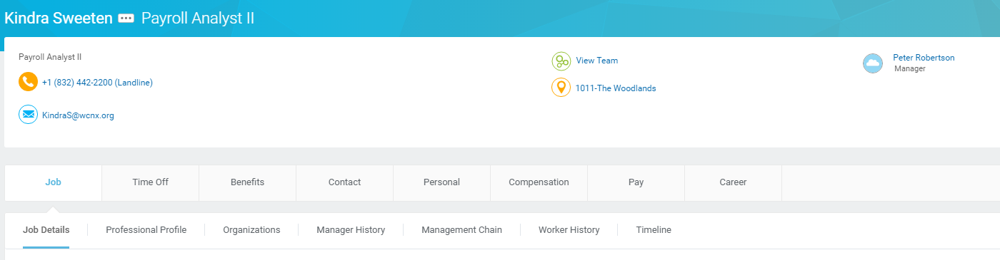 Kindra Sweeten Payroll Analyst II
Payroll Analyst II
+1 (832) 442-2200 (Landline)
KindraS@wcnx.org
View Team
1011-The Woodlands
Peter Robertson
Manager
Job Time Off Benefits Contact Personal Compensation Pay Career
Job Details Professional Profile Organizations Manager History Management Chain Worker History Timeline